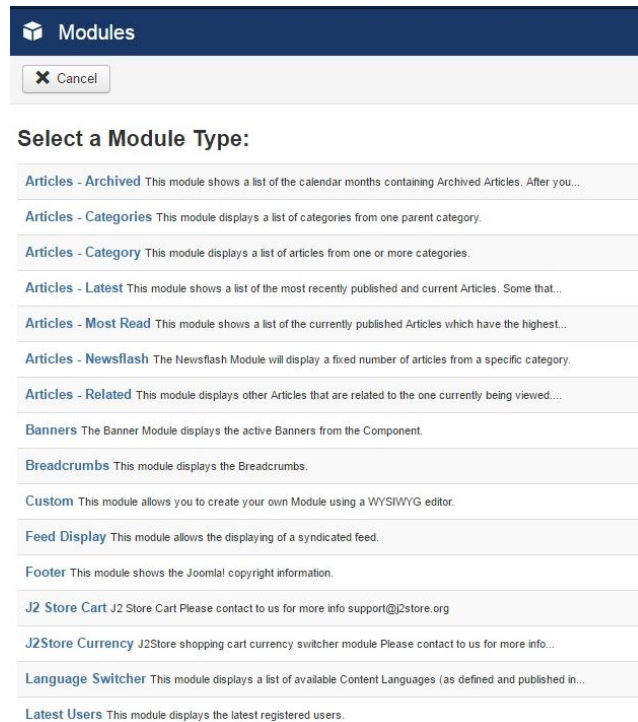 Modules
Cancel
Select a Module Type:
Articles - Archived This module shows a list of the calendar months containing Archived Articles. After you...
Articles - Categories This module displays a list of categories from one parent category.
Articles - Category This module displays a list of articles from one or more categories.
Articles - Latest This module shows a list of the most recently published and current Articles. Some that...
Articles - Most Read This module shows a list of the currently published Articles which have the highest...
Articles - Newsflash The Newsflash Module will display a fixed number of articles from a specific category.
Articles - Related This module displays other Articles that are related to the one currently being viewed....
Banners The Banner Module displays the active Banners from the Component.
Breadcrumbs This module displays the Breadcrumbs.
Custom This module allows you to create your own Module using a WYSIWYG editor.
Feed Display This module allows the displaying of a syndicated feed.
Footer This module shows the Joomla! copyright information.
J2 Store Cart J2 Store Cart Please contact to us for more info support@j2store.org
J2Store Currency J2Store shopping cart currency switcher module Please contact to us for more info...
Language Switcher This module displays a list of available Content Languages (as defined and published in...
Latest Users This module displays the latest registered users.